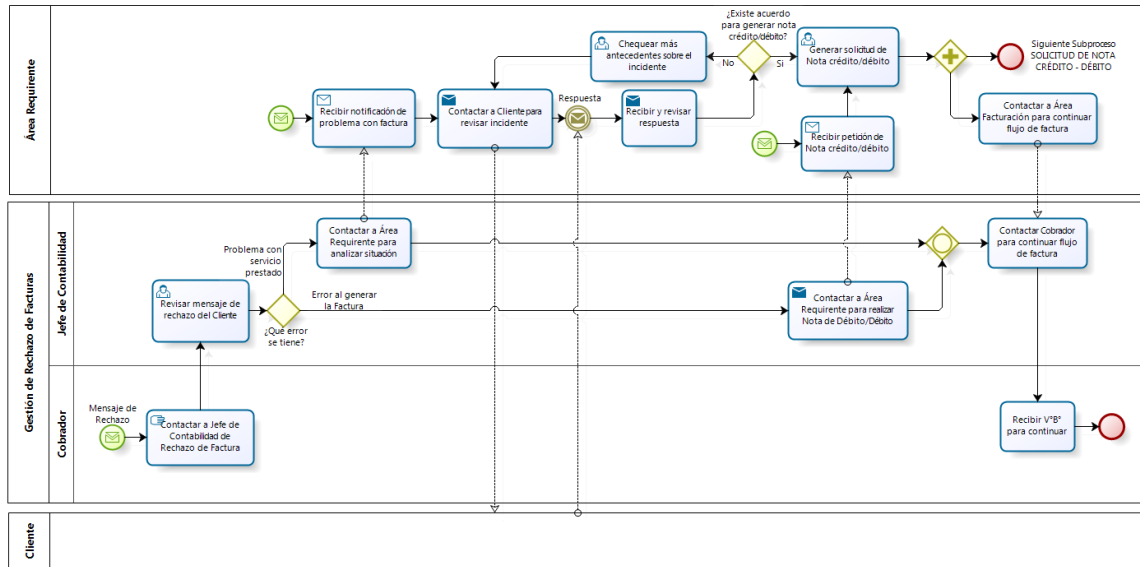 Área Requirente
¿Existe acuerdo
para generar nota
crédito/débito?
Chequear más
antecedentes sobre el
incidente
No
Si
Generar solicitud de
Nota crédito/débito
Siguiente Subproceso
SOLICITUD DE NOTA
CRÉDITO - DÉBITO
Recibir notificación de
problema con factura
Contactar a Cliente para
revisar incidente
Respuesta
Recibir y revisar
respuesta
Recibir petición de
Nota crédito/débito
Contactar a Área
Facturación para continuar
flujo de factura
Gestión de Rechazo de Facturas
Jefe de Contabilidad
Problema con
servicio
prestado
Contactar a Área
Requirente para
analizar situación
Contactar Cobrador
para continuar flujo
de factura
Revisar mensaje de
rechazo del Cliente
Error al generar
la Factura
¿Qué error
se tiene?
Contactar a Área
Requirente para realizar
Nota de Débito/Débito
Cobrador
Mensaje de
Rechazo
Contactar a Jefe de
Contabilidad de
Rechazo de Factura
Recibir V°B°
para continuar
Cliente